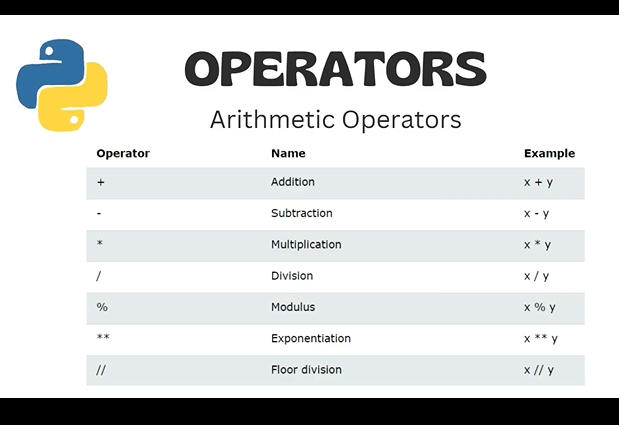 OPERATORS
Arithmetic Operators
Operator Name Example
+ Addition x + y
- Subtraction x - y
* Multiplication x * y
/ Division x / y
% Modulus x % y
** Exponentiation x ** y
// Floor division x // y